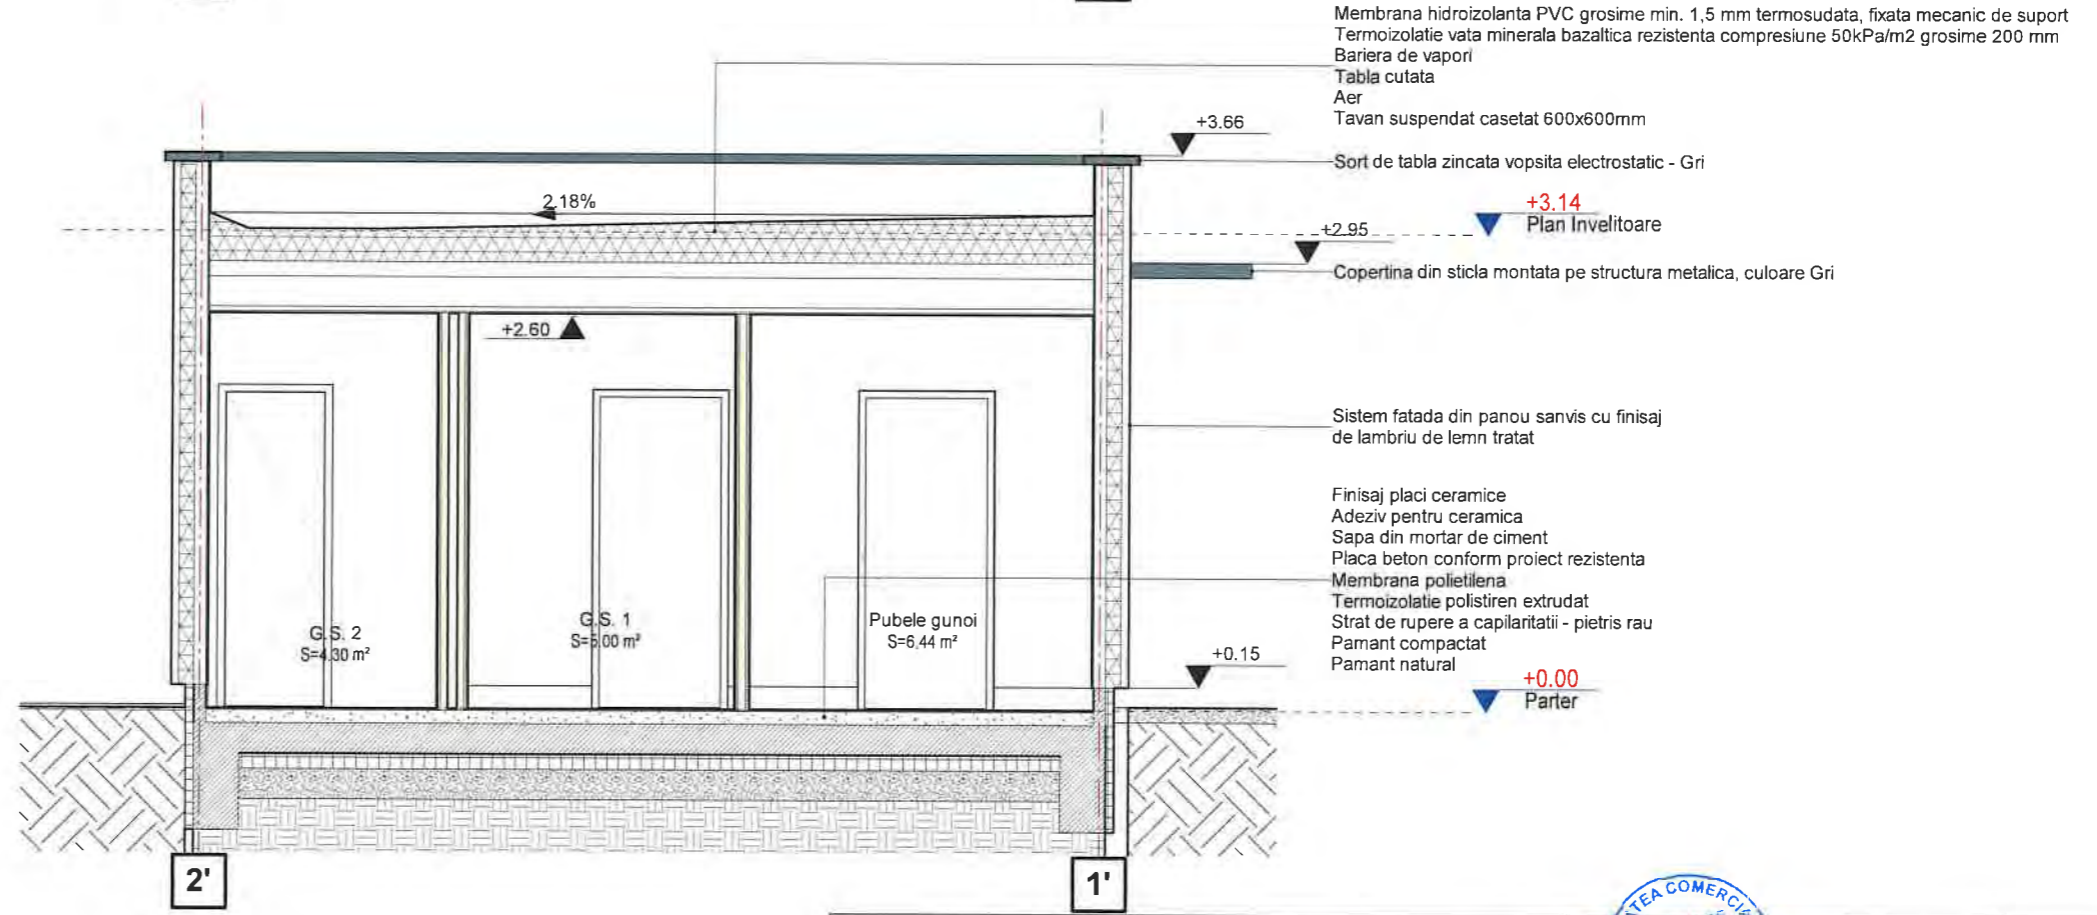 Membrana hidroizolanta PVC grosime min. 1,5 mm termosudata, fixata mecanic de suport
Termoizolatie vata minerala bazaltica rezistenta compresiune 50kPa/m2 grosime 200 mm
Bariera de vapori
Tabla cutata
Aer
Tavan suspendat casetat 600x600mm
+3.66
Sort de tabla zincata vopsita electrostatic - Gri
2,18%
+3.14
Plan Invelitoare
+2.95
Copertina din sticla montata pe structura metalica, culoare Gri
+2.60
Sistem fatada din panou sanvis cu finisaj
de lambriu de lemn tratat
Finisaj placi ceramice
Adeziv pentru ceramica
Sapa din mortar de ciment
Placa beton conform proiect rezistenta
Membrana polietilena
Termoizolatie polistiren extrudat
Strat de rupere a capilaritatii - pietris rau
Pamant compactat
Pamant natural
G.S. 2
S=4.30 m²
G.S. 1
S=5.00 m²
Pubele gunoi
S=6.44 m²
+0.15
+0.00
Parter
2'
1'
COMERCIA